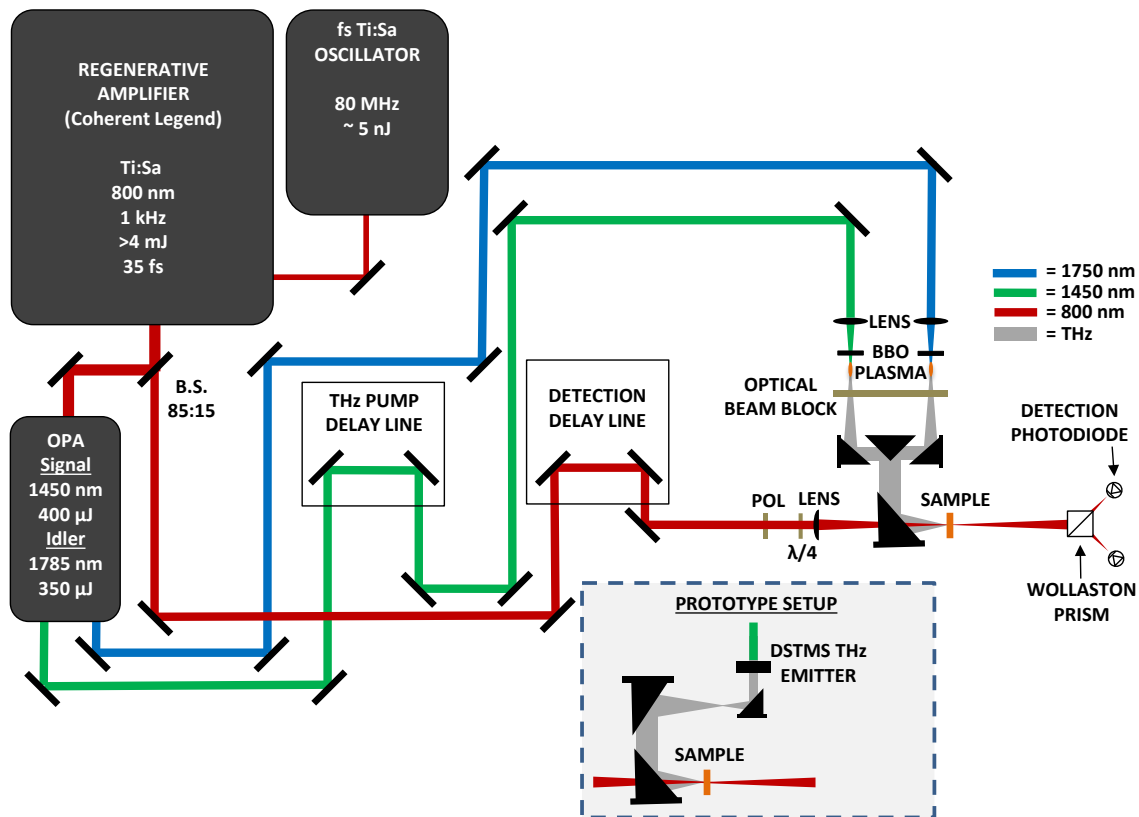 REGENERATIVE
AMPLIFIER
(Coherent Legend)
Ti:Sa
800 nm
1 kHz
>4 mJ
35 fs
fs Ti:Sa
OSCILLATOR
80 MHz
~ 5 nJ
= 1750 nm
= 1450 nm
= 800 nm
= THz
B.S.
85:15
OPA
Signal
1450 nm
400 µJ
Idler
1785 nm
350 µJ
THz PUMP
DELAY LINE
DETECTION
DELAY LINE
LENS
BBO
PLASMA
OPTICAL
BEAM BLOCK
POL
LENS
λ/4
SAMPLE
DETECTION
PHOTODIODE
WOLLASTON
PRISM
PROTOTYPE SETUP
DSTMS THz
EMITTER
SAMPLE